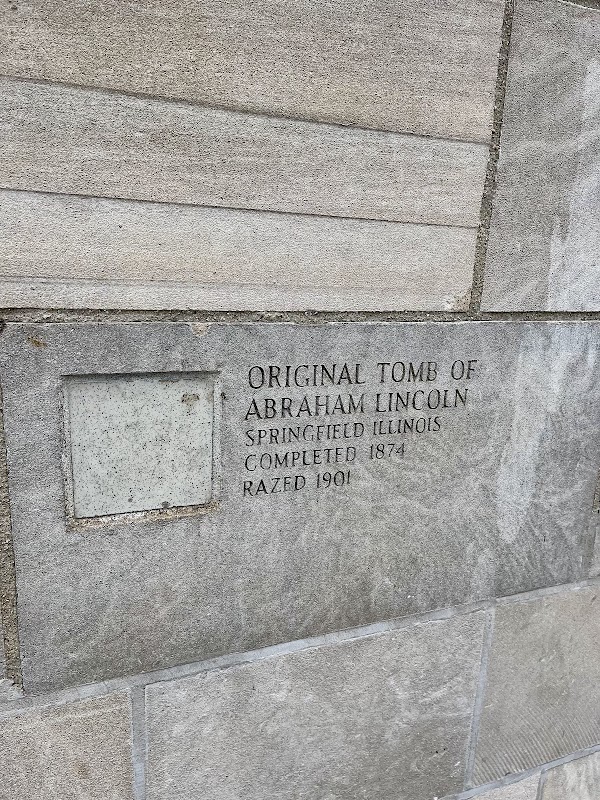 ORIGINAL TOMB OF
ABRAHAM LINCOLN
SPRINGFIELD ILLINOIS
COMPLETED 1874
RAZED 1901